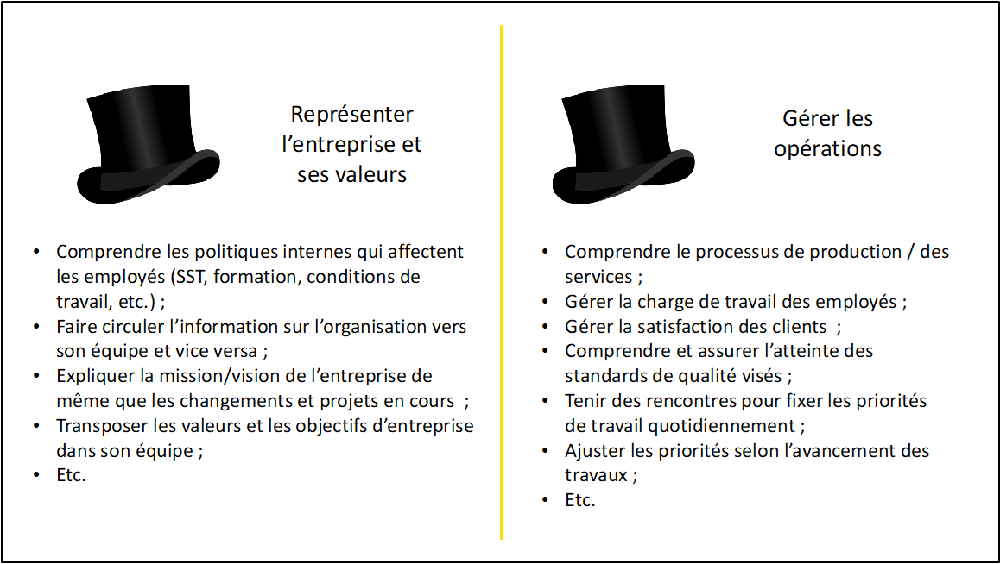 Représenter
l’entreprise et
ses valeurs
• Comprendre les politiques internes qui affectent
les employés (SST, formation, conditions de
travail, etc.) ;
• Faire circuler l’information sur l’organisation vers
son équipe et vice versa ;
• Expliquer la mission/vision de l’entreprise de
même que les changements et projets en cours  ;
• Transposer les valeurs et les objectifs d’entreprise
dans son équipe ;
• Etc.
Gérer les
opérations
• Comprendre le processus de production / des
services ;
• Gérer la charge de travail des employés ;
• Gérer la satisfaction des clients  ;
• Comprendre et assurer l’atteinte des
standards de qualité visés ;
• Tenir des rencontres pour fixer les priorités
de travail quotidiennement ;
• Ajuster les priorités selon l’avancement des
travaux ;
• Etc.